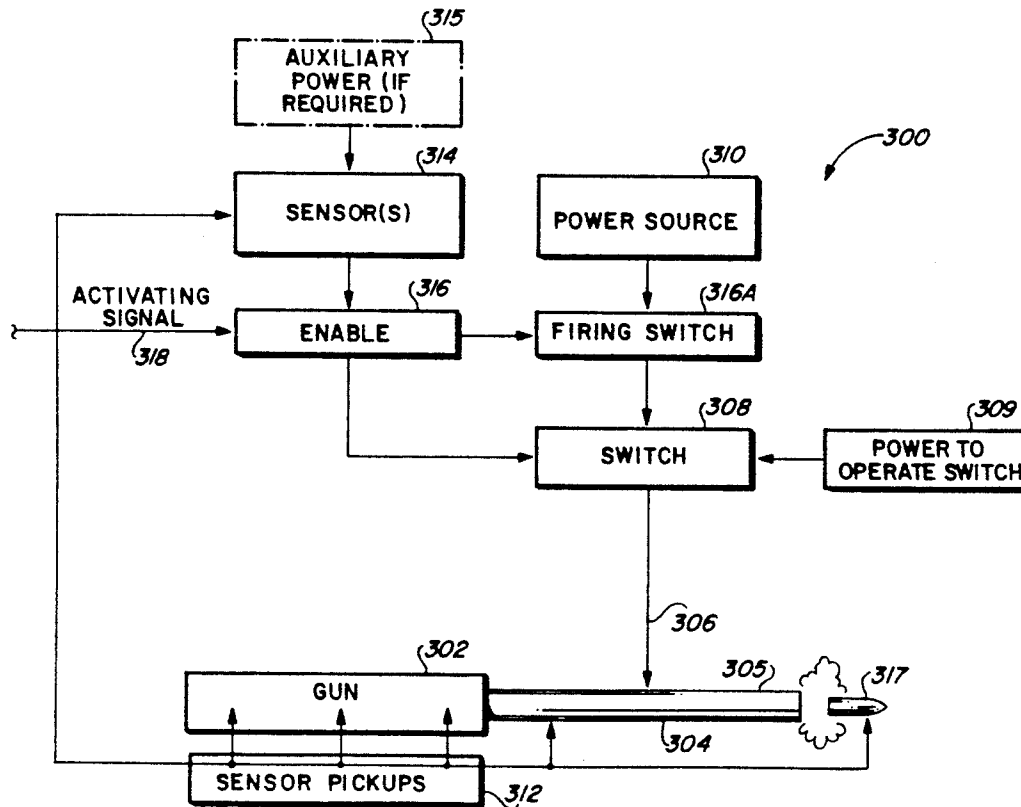 315
AUXILIARY
POWER (IF
REQUIRED)
314
SENSOR(S)
310
POWER SOURCE
300
ACTIVATING
SIGNAL
318
316
ENABLE
316A
FIRING SWITCH
308
SWITCH
309
POWER TO
OPERATE SWITCH
306
302
GUN
305
304
317
SENSOR PICKUPS
312